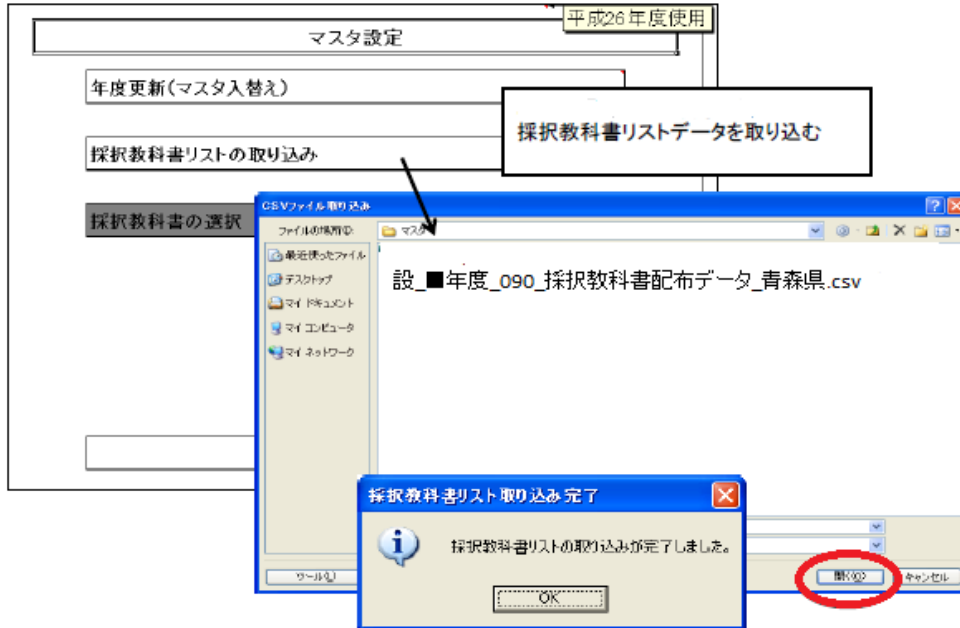 平成26年度使用
マスタ設定
年度更新(マスタ入替え)
採択教科書リストデータを取り込む
採択教科書リストの取り込み
採択教科書の選択
CSVファイル取り込み
ファイルの場所(I):
マスタ
最近使ったファイル
デスクトップ
マイ ドキュメント
マイ コンピュータ
マイ ネットワーク
設_■年度_090_採択教科書配布データ_青森県.csv
採択教科書リスト取り込み完了
採択教科書リストの取り込みが完了しました。
OK
ツール(L)
開く(O)
キャンセル